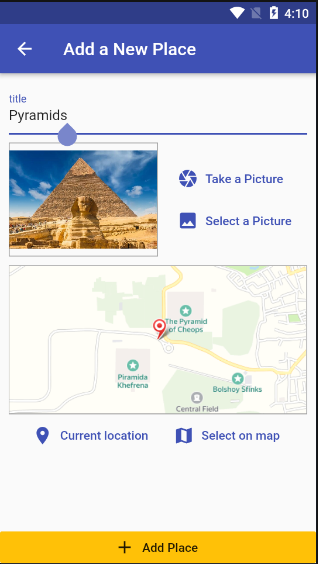 4:10
Add a New Place
title
Pyramids
Take a Picture
Select a Picture
The Pyramid
of Cheops
Piramida
Khefrena
Bolshoy Sfinks
Central Field
Current location
Select on map
Add Place